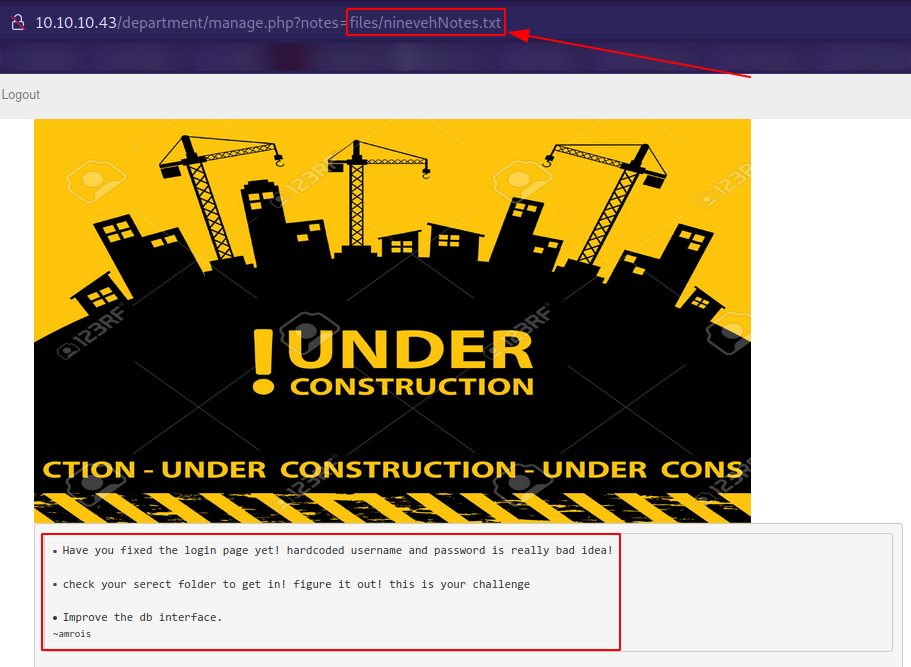 10.10.10.43/department/manage.php?notes=files/ninevehNotes.txt
Logout
123RF
123RF
123RF
123RF
!UNDER
CONSTRUCTION
CTION - UNDER CONSTRUCTION - UNDER CONS
123RF
123RF
• Have you fixed the login page yet! hardcoded username and password is really bad idea!
• check your serect folder to get in! figure it out! this is your challenge
• Improve the db interface.
~amrois